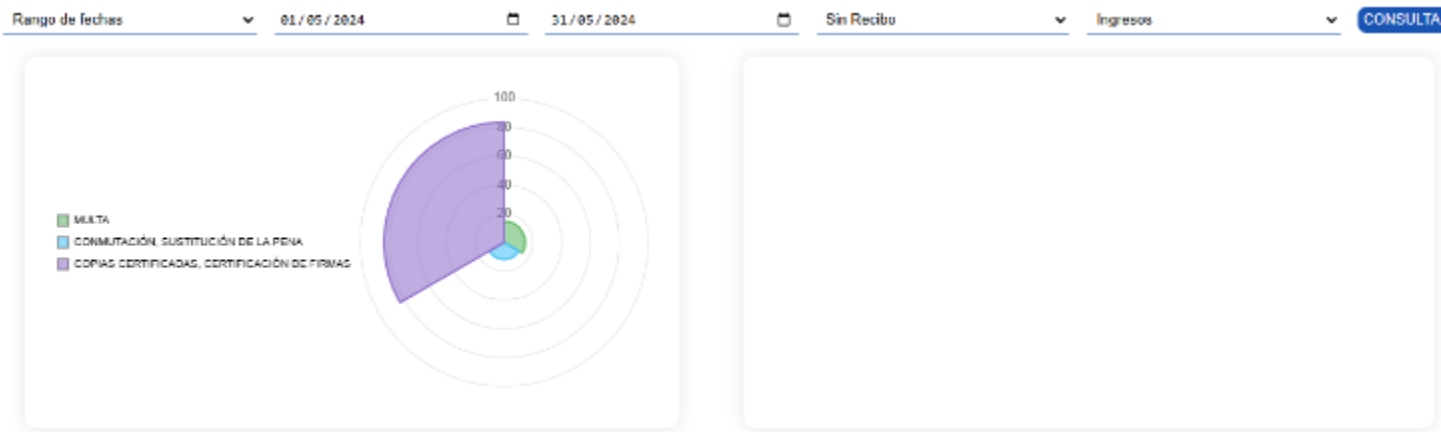 Rango de fechas 01/05/2024 31/05/2024 Sin Recibo Ingresos CONSULTA
100
80
60
40
20
MULTA
CONMUTACIÓN, SUSTITUCIÓN DE LA PENA
COPIAS CERTIFICADAS, CERTIFICACIÓN DE FIRMAS